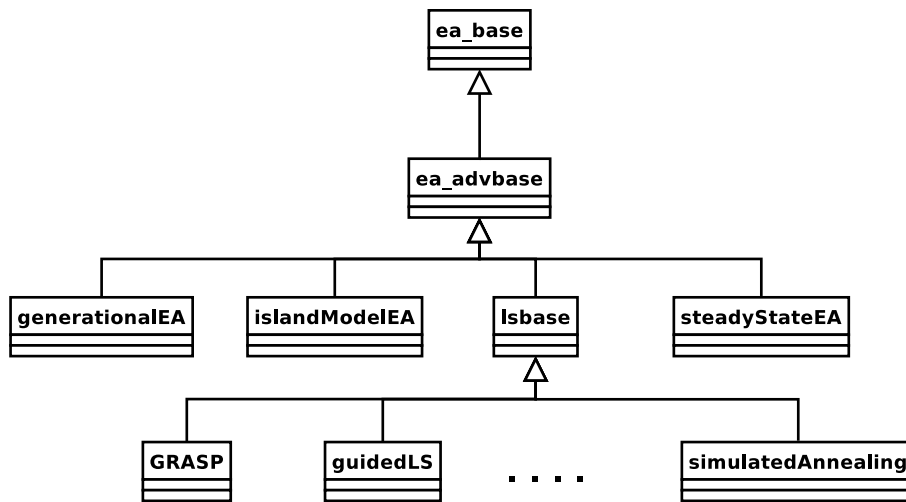 ea_base
ea_advbase
generationalEA
islandModelEA
lsbase
steadyStateEA
GRASP
guidedLS
. . . .
simulatedAnnealing